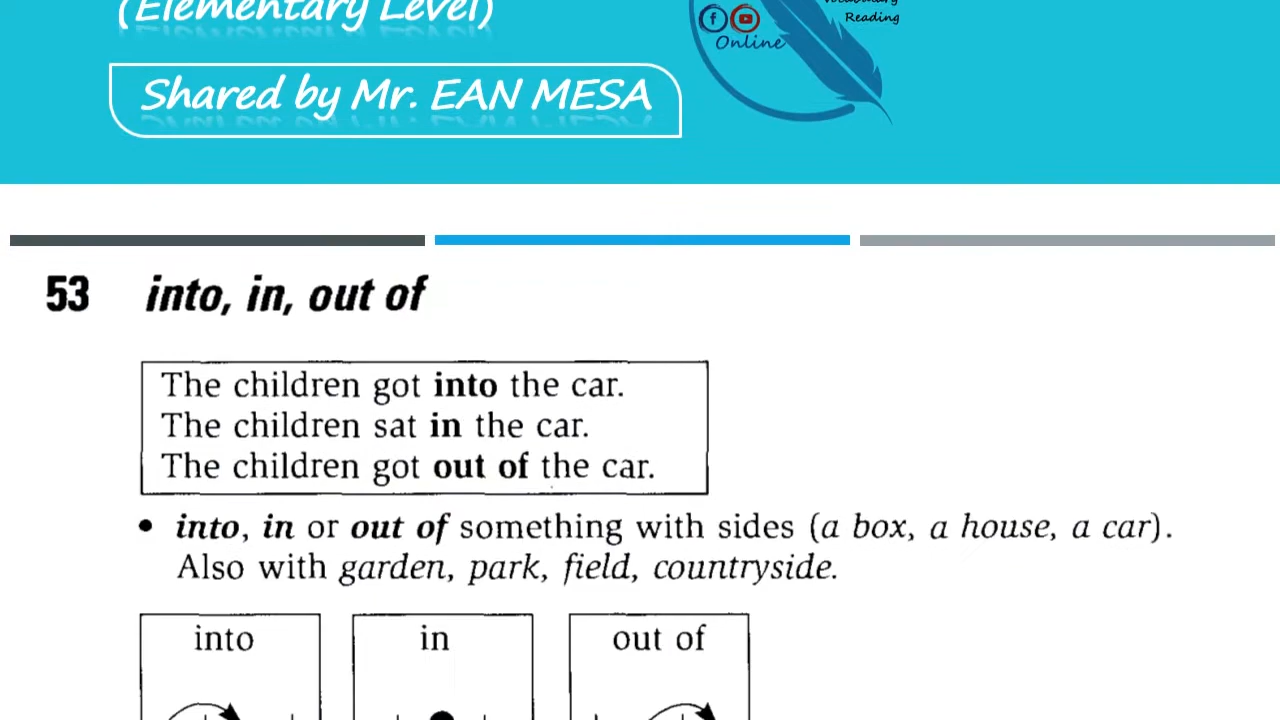 (Elementary Level)
Shared by Mr. EAN MESA
Reading
Online
53 into, in, out of
The children got into the car.
The children sat in the car.
The children got out of the car.
• into, in or out of something with sides (a box, a house, a car).
Also with garden, park, field, countryside.
into in out of